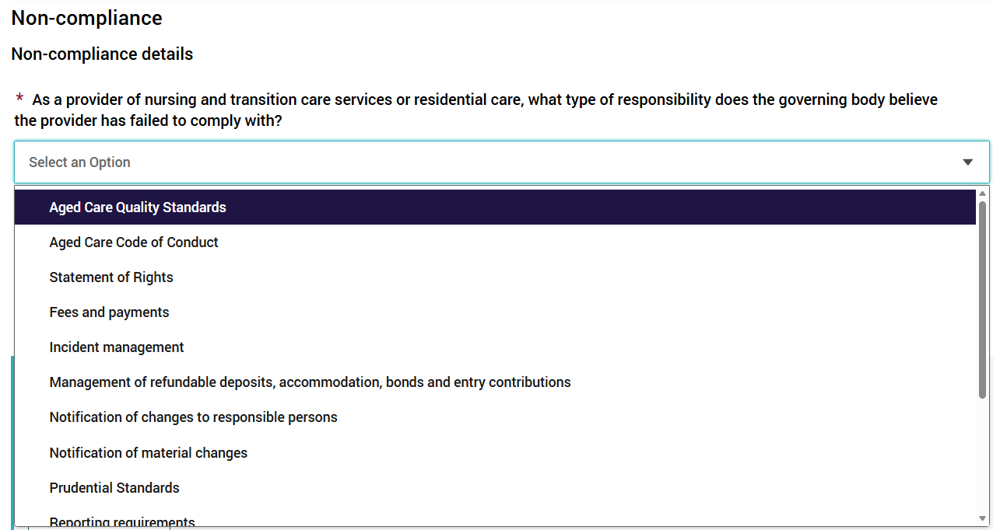 Non-compliance
Non-compliance details
* As a provider of nursing and transition care services or residential care, what type of responsibility does the governing body believe
the provider has failed to comply with?
Select an Option
Aged Care Quality Standards
Aged Care Code of Conduct
Statement of Rights
Fees and payments
Incident management
Management of refundable deposits, accommodation, bonds and entry contributions
Notification of changes to responsible persons
Notification of material changes
Prudential Standards
Reporting requirements